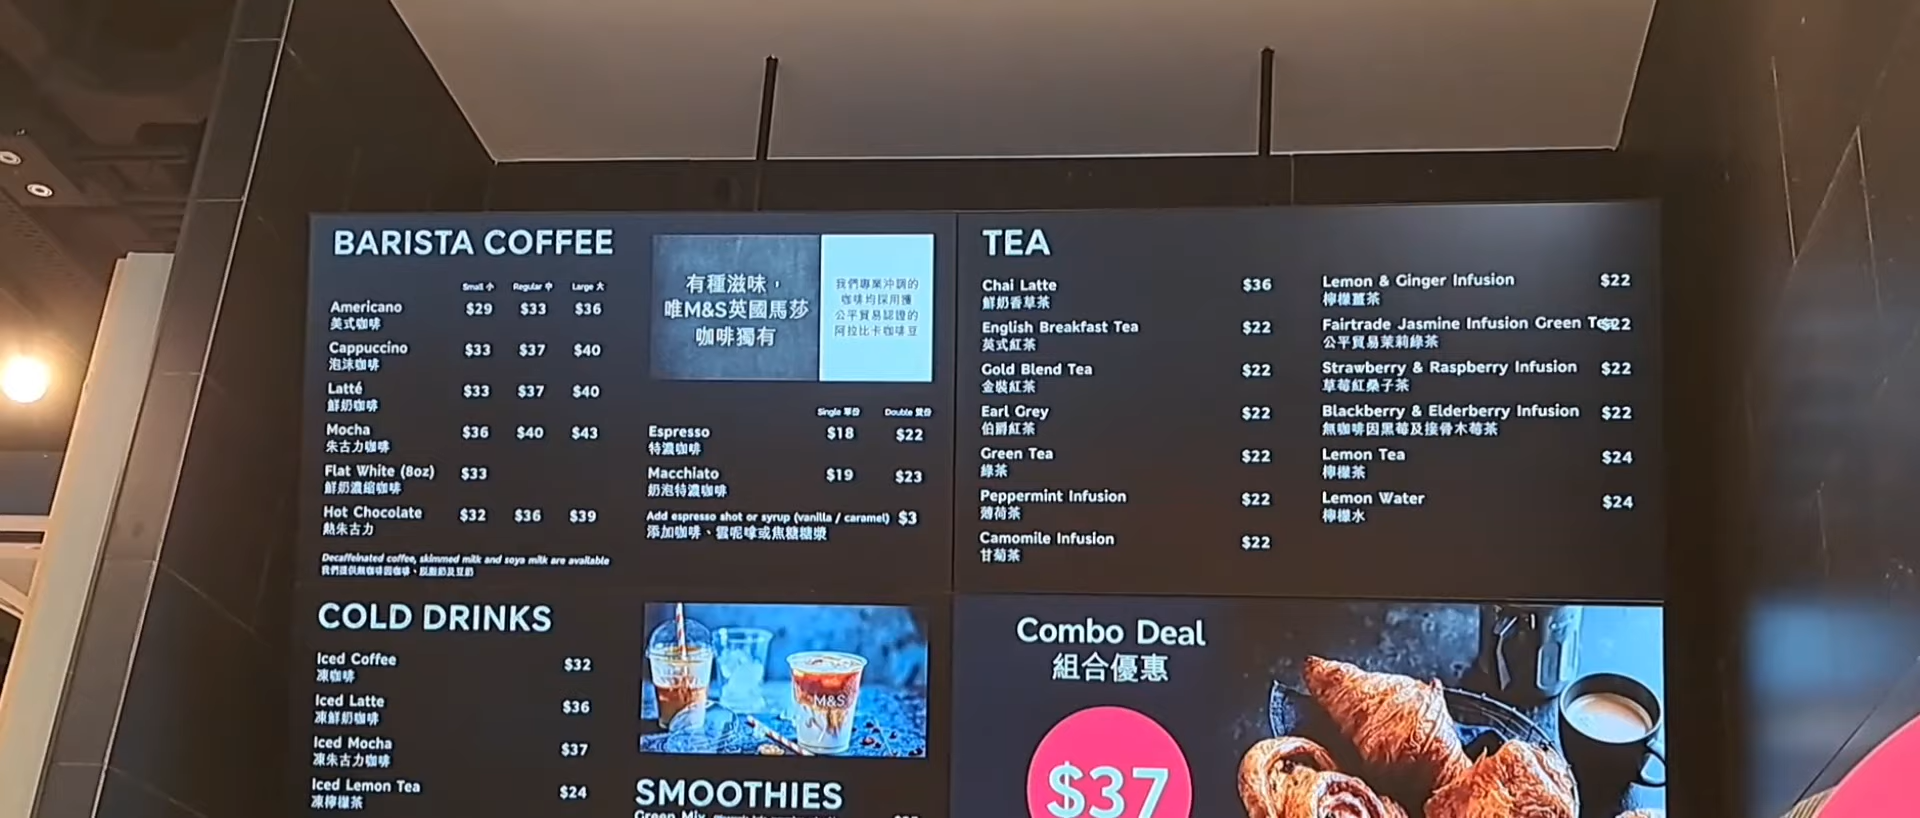 BARISTA COFFEE
Small 小 Regular 中 Large 大
Americano $29 $33 $36
美式咖啡
Cappuccino $33 $37 $40
泡沫咖啡
Latté $33 $37 $40
鮮奶咖啡
Mocha $36 $40 $43
朱古力咖啡
Flat White (8oz) $33
鮮奶濃縮咖啡
Hot Chocolate $32 $36 $39
熱朱古力
Decaffeinated coffee, skimmed milk and soya milk are available
我們提供無咖啡因咖啡、脱脂奶及豆奶
有種滋味，
唯M&S英國馬莎
咖啡獨有
我們專業沖調的
咖啡均採用獲
公平貿易認證的
阿拉比卡咖啡豆
Single 單份 Double 雙份
Espresso $18 $22
特濃咖啡
Macchiato $19 $23
奶泡特濃咖啡
Add espresso shot or syrup (vanilla / caramel) $3
添加咖啡、雲呢嗱或焦糖糖漿
TEA
Chai Latte $36
鮮奶香草茶
English Breakfast Tea $22
英式紅茶
Gold Blend Tea $22
金裝紅茶
Earl Grey $22
伯爵紅茶
Green Tea $22
綠茶
Peppermint Infusion $22
薄荷茶
Camomile Infusion $22
甘菊茶
Lemon & Ginger Infusion $22
檸檬薑茶
Fairtrade Jasmine Infusion Green Tea $22
公平貿易茉莉綠茶
Strawberry & Raspberry Infusion $22
草莓紅桑子茶
Blackberry & Elderberry Infusion $22
無咖啡因黑莓及接骨木莓茶
Lemon Tea $24
檸檬茶
Lemon Water $24
檸檬水
COLD DRINKS
Iced Coffee $32
凍咖啡
Iced Latte $36
凍鮮奶咖啡
Iced Mocha $37
凍朱古力咖啡
Iced Lemon Tea $24
凍檸檬茶
M&S
SMOOTHIES
Green Mix
Combo Deal
組合優惠
$37